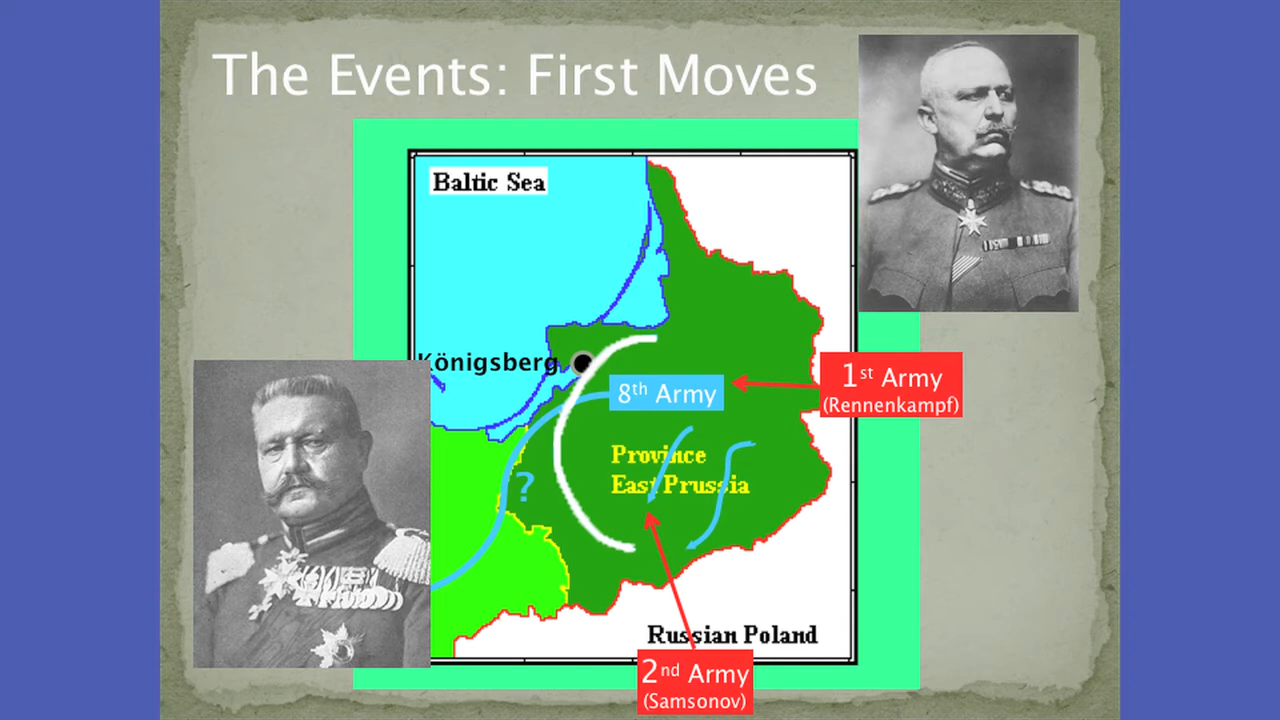 The Events: First Moves
Baltic Sea
Königsberg
8th Army
1st Army
(Rennenkampf)
Province
East Prussia
?
Russian Poland
2nd Army
(Samsonov)